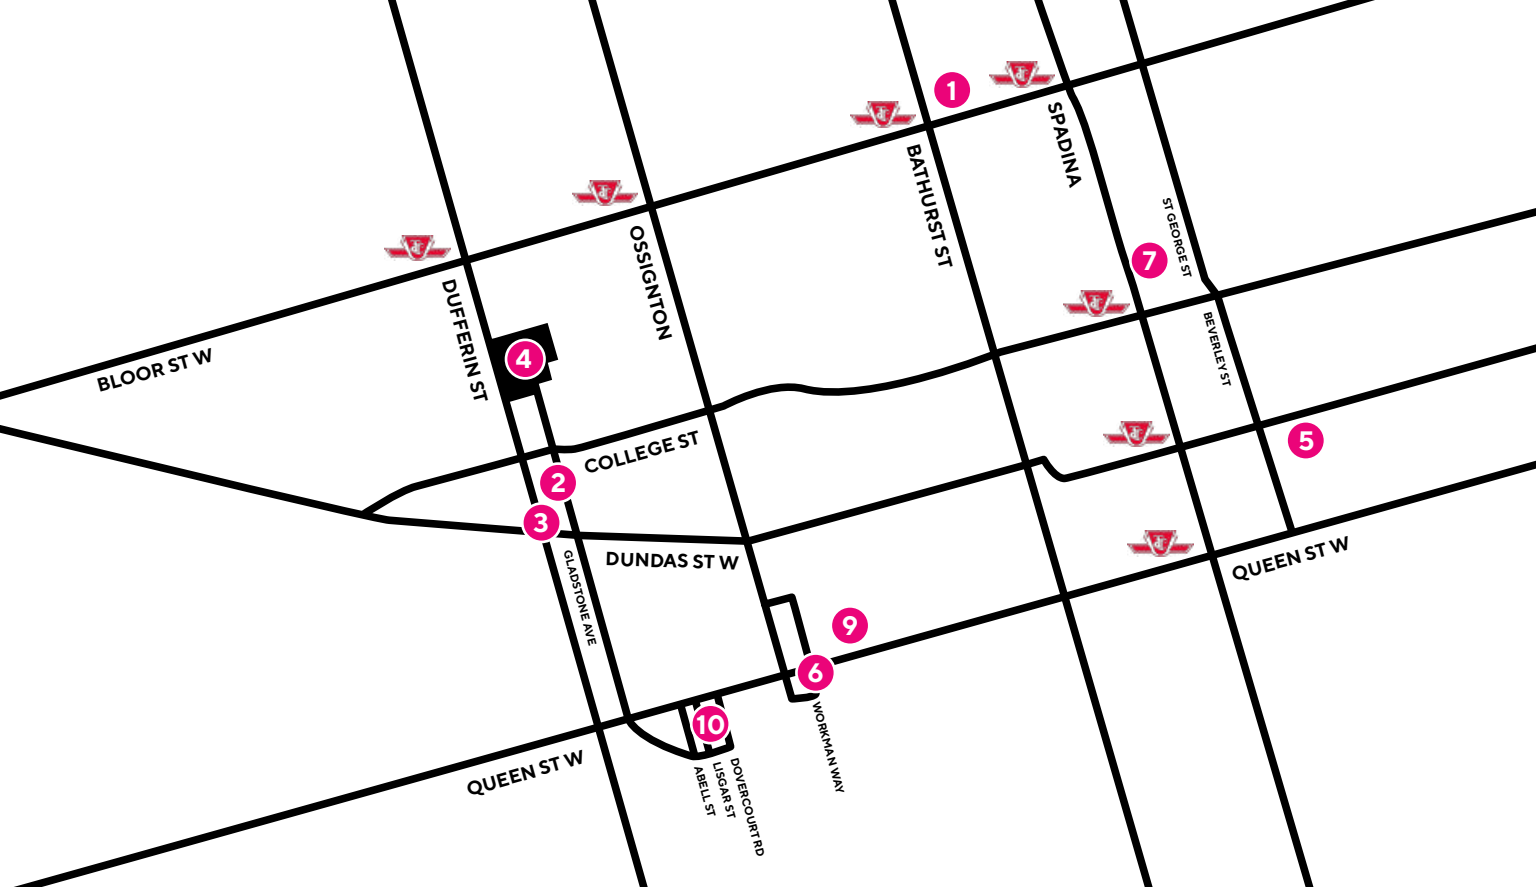 1
SPADINA
BATHURST ST
ST GEORGE ST
OSSIGNTON
7
DUFFERIN ST
BEVERLEY ST
4
BLOOR ST W
COLLEGE ST
5
2
3
DUNDAS ST W
QUEEN ST W
GLADSTONE AVE
9
6
10
WORKMAN WAY
QUEEN ST W
ABELL ST
LISGAR ST
DOVERCOURT RD